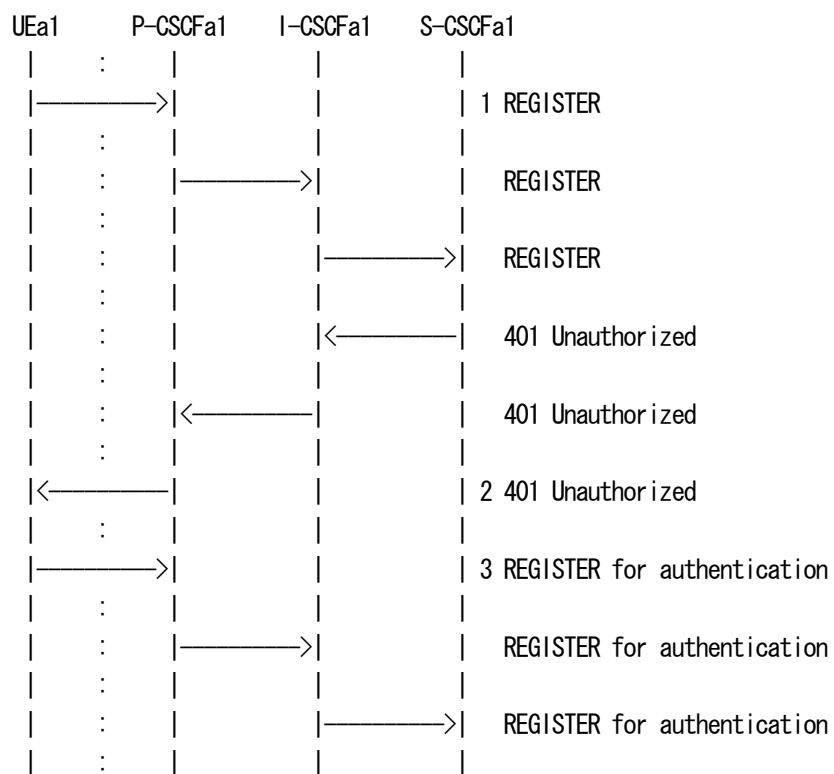 UEa1 P-CSCFa1 I-CSCFa1 S-CSCFa1
1 REGISTER
REGISTER
REGISTER
401 Unauthorized
401 Unauthorized
2 401 Unauthorized
3 REGISTER for authentication
REGISTER for authentication
REGISTER for authentication